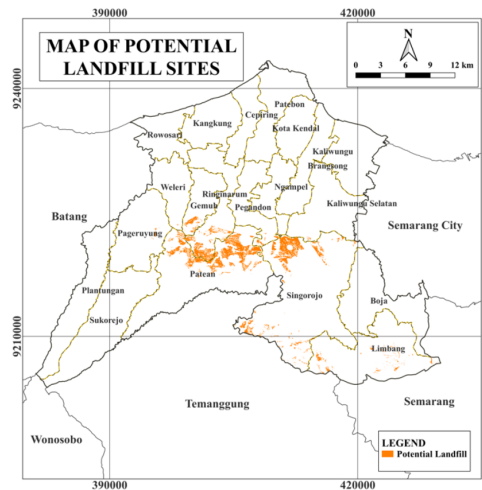 390000
420000
MAP OF POTENTIAL
LANDFILL SITES
N
0 3 6 9 12 km
9240000
Patebon
Cepiring
Kangkung
Kota Kendal
Rowosari
Kaliwungu
Brangsong
Weleri
Ngampel
Ringinarum
Gemuh
Pegandon
Kaliwungu Selatan
Batang
Semarang City
Pageruyung
Patean
Plantungan
Singorojo
Boja
Sukorejo
9210000
Limbang
Temanggung
Semarang
Wonosobo
LEGEND
Potential Landfill
390000
420000